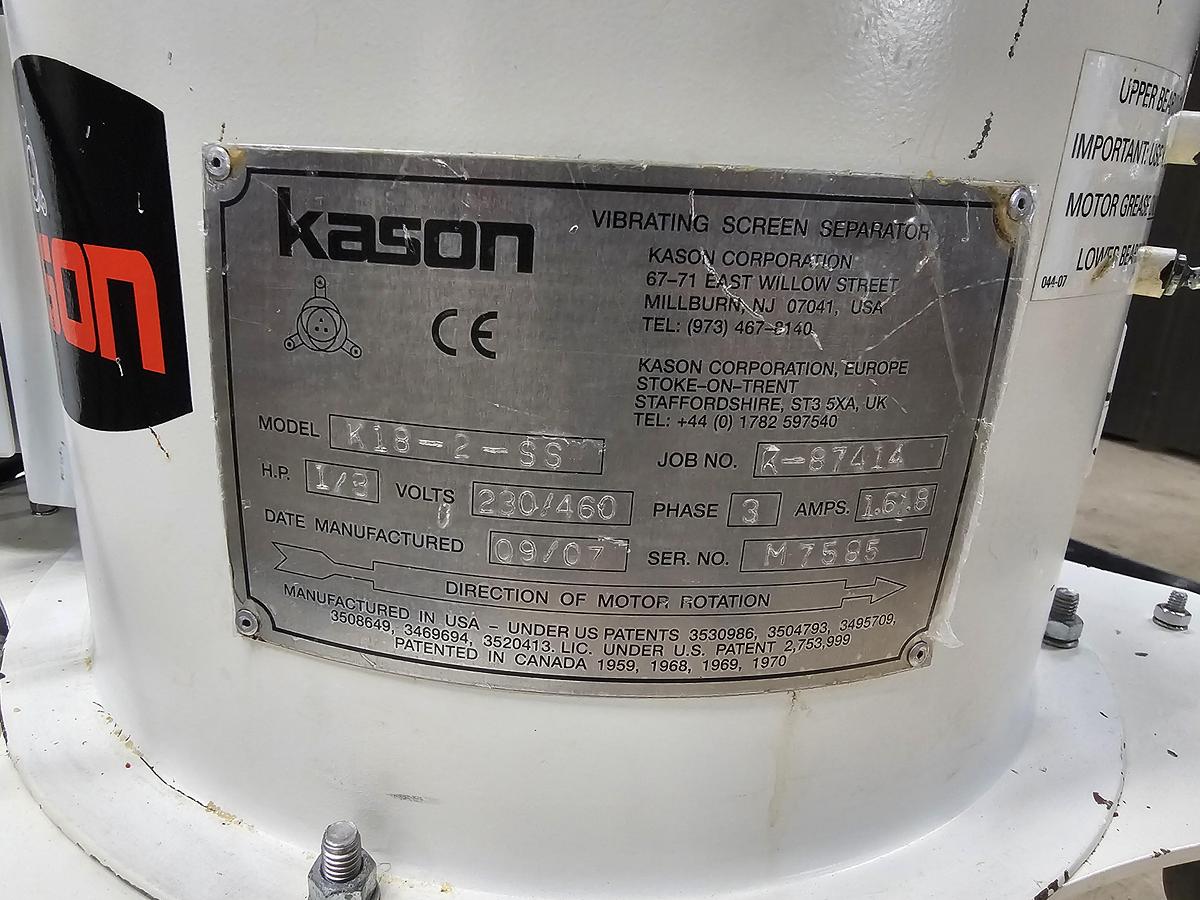 son
kason
VIBRATING SCREEN SEPARATOR
KASON CORPORATION
67-71 EAST WILLOW STREET
MILLBURN, NJ 07041, USA
TEL: (973) 467-8140
CE
KASON CORPORATION, EUROPE
STOKE-ON-TRENT
STAFFORDSHIRE, ST3 5XA, UK
TEL: +44 (0) 1782 597540
MODEL K18-2-SS JOB NO. K-87414
H.P. 1/3 VOLTS 230/460 PHASE 3 AMPS. 1.6/.8
DATE MANUFACTURED 09/07 SER. NO. M7585
DIRECTION OF MOTOR ROTATION
MANUFACTURED IN USA - UNDER US PATENTS 3530986, 3504793, 3495709,
3508649, 3469694, 3520413. LIC. UNDER U.S. PATENT 2,753,999
PATENTED IN CANADA 1959, 1968, 1969, 1970
UPPER
IMPORTANT:
MOTOR GREASE
LOWER
044-07